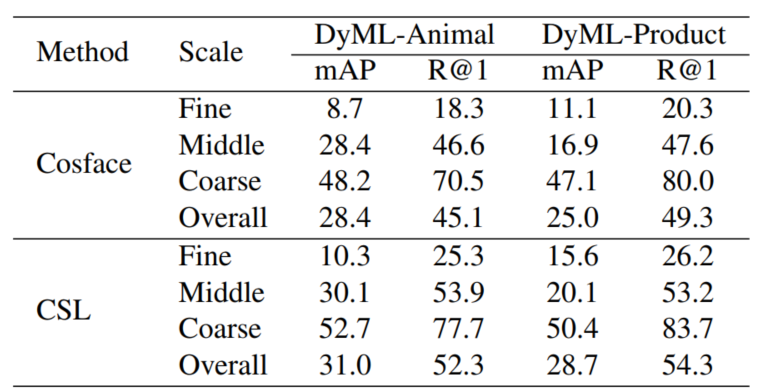 Method Scale DyML-Animal DyML-Product
mAP R@1 mAP R@1
Cosface
Fine 8.7 18.3 11.1 20.3
Middle 28.4 46.6 16.9 47.6
Coarse 48.2 70.5 47.1 80.0
Overall 28.4 45.1 25.0 49.3
CSL
Fine 10.3 25.3 15.6 26.2
Middle 30.1 53.9 20.1 53.2
Coarse 52.7 77.7 50.4 83.7
Overall 31.0 52.3 28.7 54.3